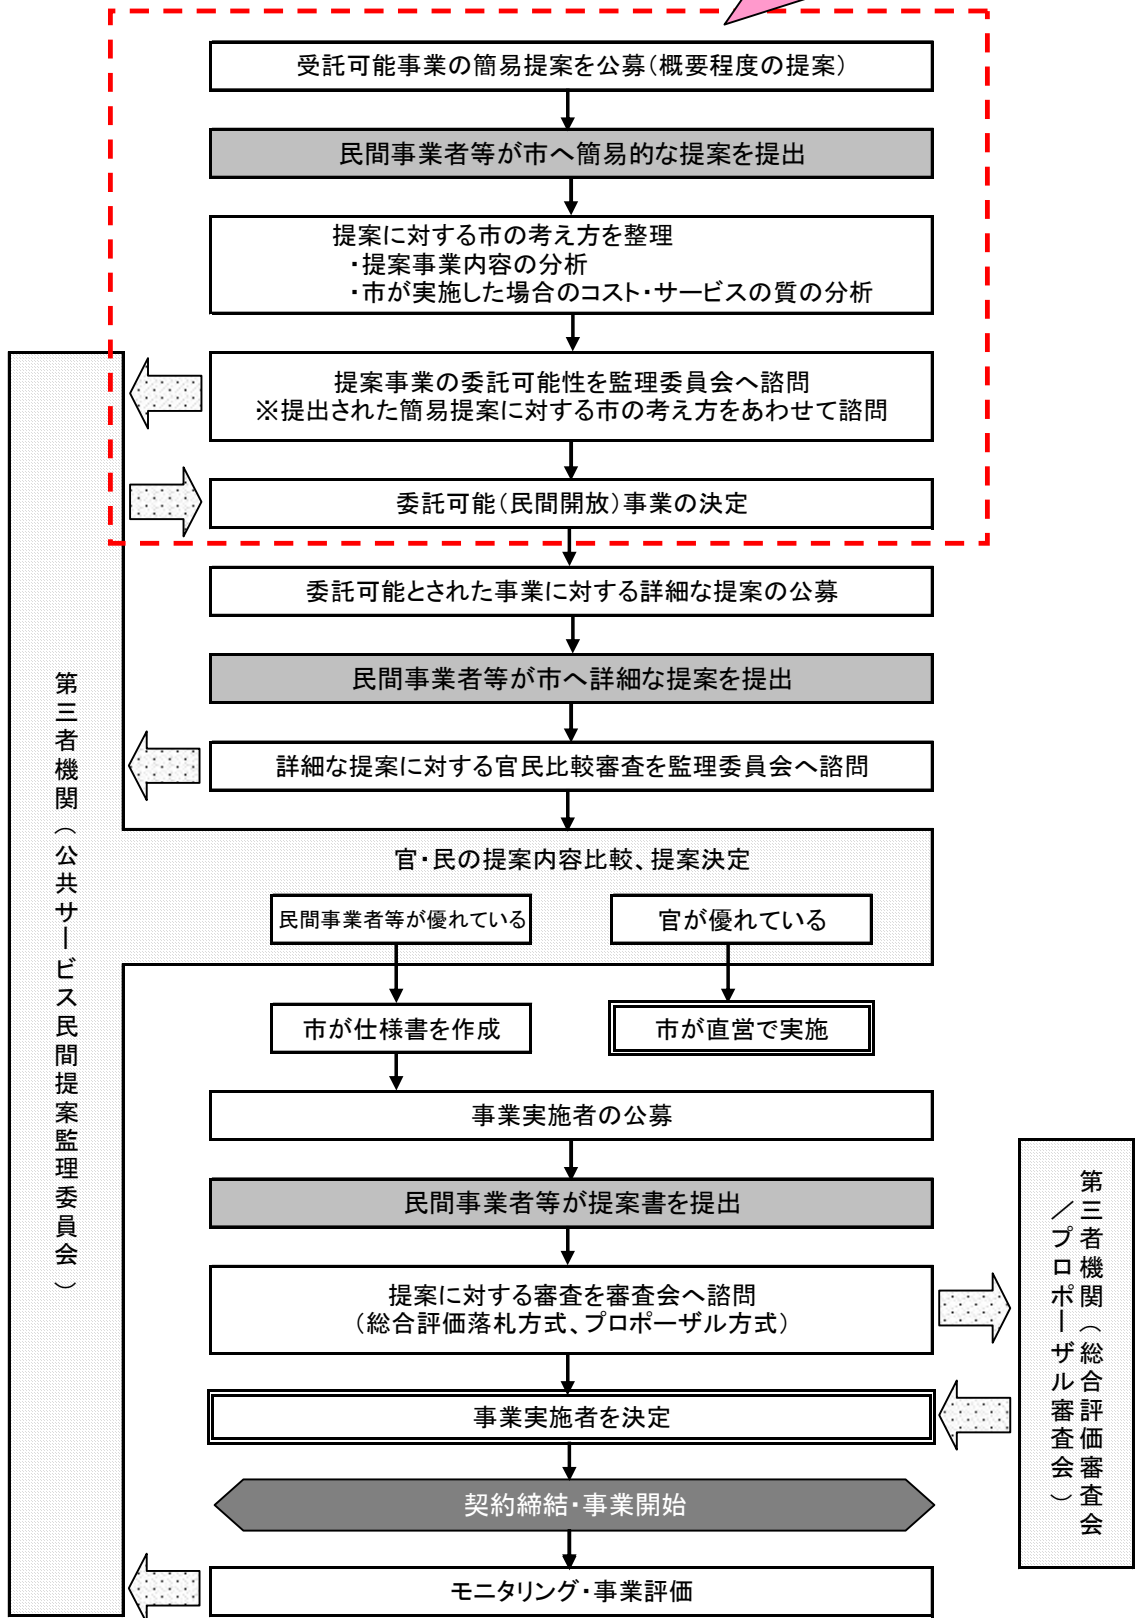 受託可能事業の簡易提案を公募(概要程度の提案)
民間事業者等が市へ簡易的な提案を提出
提案に対する市の考え方を整理
・提案事業内容の分析
・市が実施した場合のコスト・サービスの質の分析
提案事業の委託可能性を監理委員会へ諮問
※提出された簡易提案に対する市の考え方をあわせて諮問
委託可能(民間開放)事業の決定
委託可能とされた事業に対する詳細な提案の公募
民間事業者等が市へ詳細な提案を提出
詳細な提案に対する官民比較審査を監理委員会へ諮問
官・民の提案内容比較、提案決定
民間事業者等が優れている
官が優れている
市が仕様書を作成
市が直営で実施
事業実施者の公募
民間事業者等が提案書を提出
提案に対する審査を審査会へ諮問
(総合評価落札方式、プロポーザル方式)
事業実施者を決定
契約締結・事業開始
モニタリング・事業評価
第三者機関(公共サービス民間提案監理委員会)
第三者機関(総合評価審査会
/プロポーザル審査会)